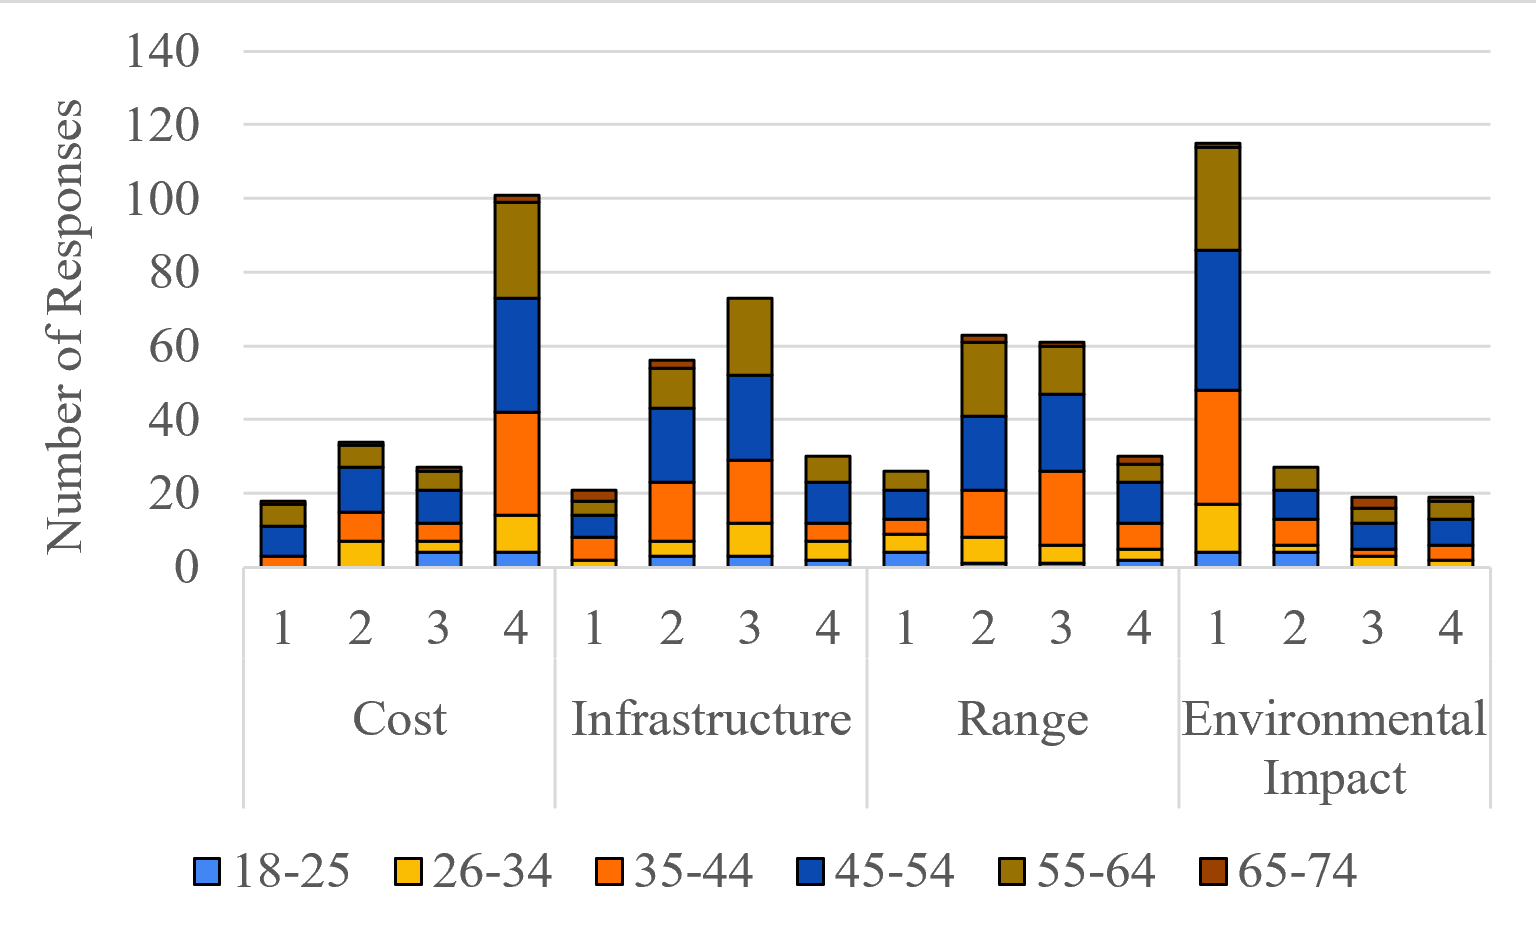 140
120
100
80
60
40
20
0
Number of Responses
1 2 3 4 1 2 3 4 1 2 3 4 1 2 3 4
Cost Infrastructure Range Environmental
Impact
18-25 26-34 35-44 45-54 55-64 65-74